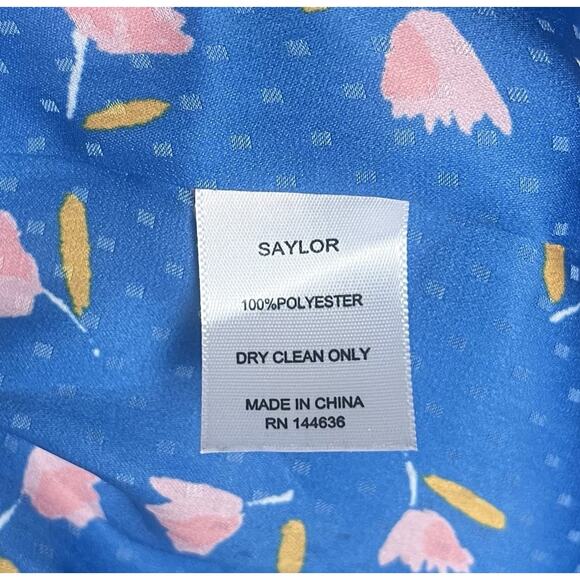 SAYLOR
100%POLYESTER
DRY CLEAN ONLY
MADE IN CHINA
RN 144636